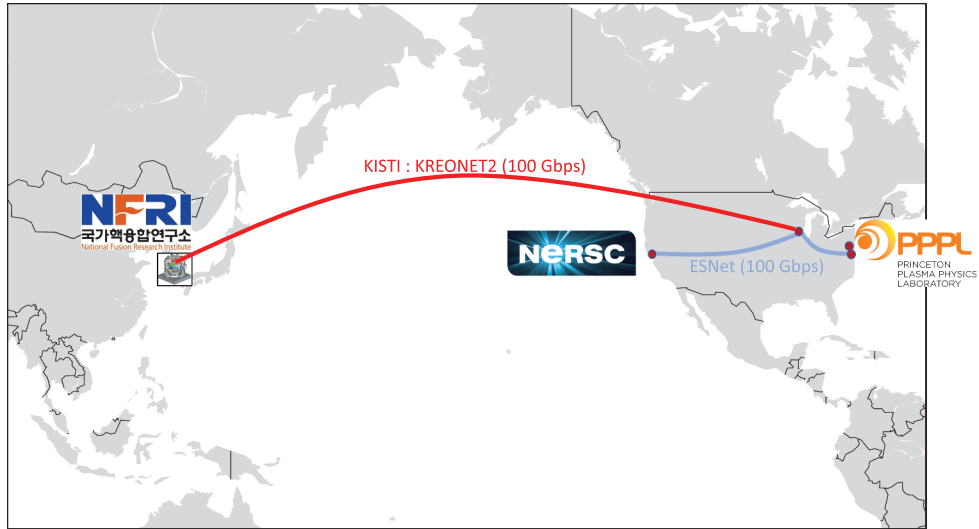 KISTI : KREONET2 (100 Gbps)
NFRI
국가핵융합연구소
National Fusion Research Institute
NERSC
ESNet (100 Gbps)
PPPL
PRINCETON
PLASMA PHYSICS
LABORATORY